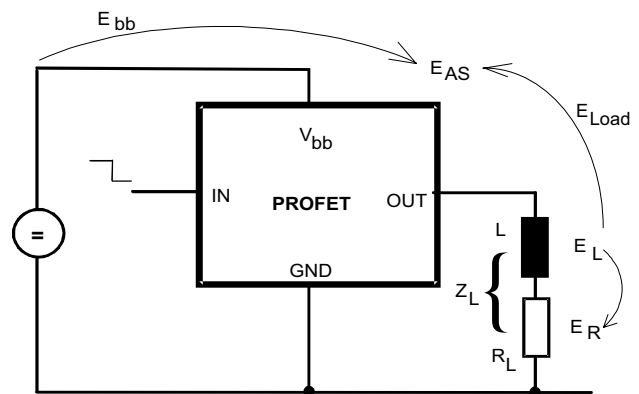 E bb
E AS
E Load
V bb
IN
PROFET
OUT
L
E L
=
GND
Z L
{
E R
R L